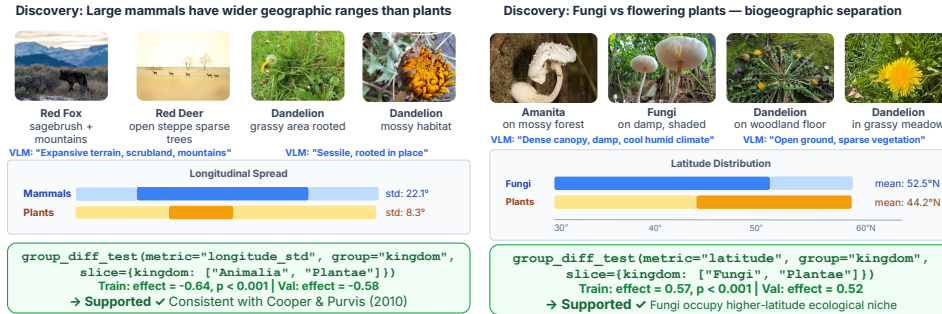 Discovery: Large mammals have wider geographic ranges than plants
Red Fox
sagebrush +
mountains
Red Deer
open steppe sparse
trees
Dandelion
grassy area rooted
Dandelion
mossy habitat
VLM: "Expansive terrain, scrubland, mountains"
VLM: "Sessile, rooted in place"
Longitudinal Spread
Mammals
std: 22.1°
Plants
std: 8.3°
group_diff_test(metric="longitude_std", group="kingdom",
slice={kingdom: ["Animalia", "Plantae"]})
Train: effect = -0.64, p < 0.001 | Val: effect = -0.58
→ Supported ✓ Consistent with Cooper & Purvis (2010)
Discovery: Fungi vs flowering plants — biogeographic separation
Amanita
on mossy forest
Fungi
on damp, shaded
Dandelion
on woodland floor
Dandelion
in grassy meadow
VLM: "Dense canopy, damp, cool humid climate"
VLM: "Open ground, sparse vegetation"
Latitude Distribution
Fungi
mean: 52.5°N
Plants
mean: 44.2°N
30°
40°
50°
60°N
group_diff_test(metric="latitude", group="kingdom",
slice={kingdom: ["Fungi", "Plantae"]})
Train: effect = 0.57, p < 0.001 | Val: effect = 0.52
→ Supported ✓ Fungi occupy higher-latitude ecological niche